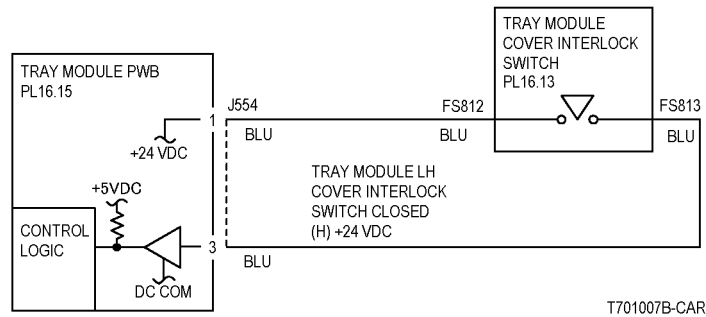 TRAY MODULE PWB
PL16.15
1
J554
+24 VDC
BLU
FS812
BLU
TRAY MODULE
COVER INTERLOCK
SWITCH
PL16.13
FS813
BLU
TRAY MODULE LH
COVER INTERLOCK
SWITCH CLOSED
(H) +24 VDC
+5VDC
CONTROL
LOGIC
3
BLU
DC COM
T701007B-CAR